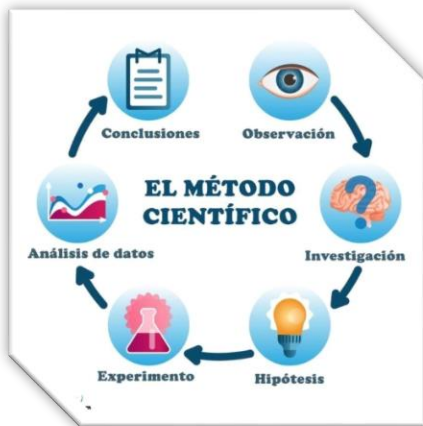 EL MÉTODO
CIENTÍFICO
Observación
Investigación
Hipótesis
Experimento
Análisis de datos
Conclusiones